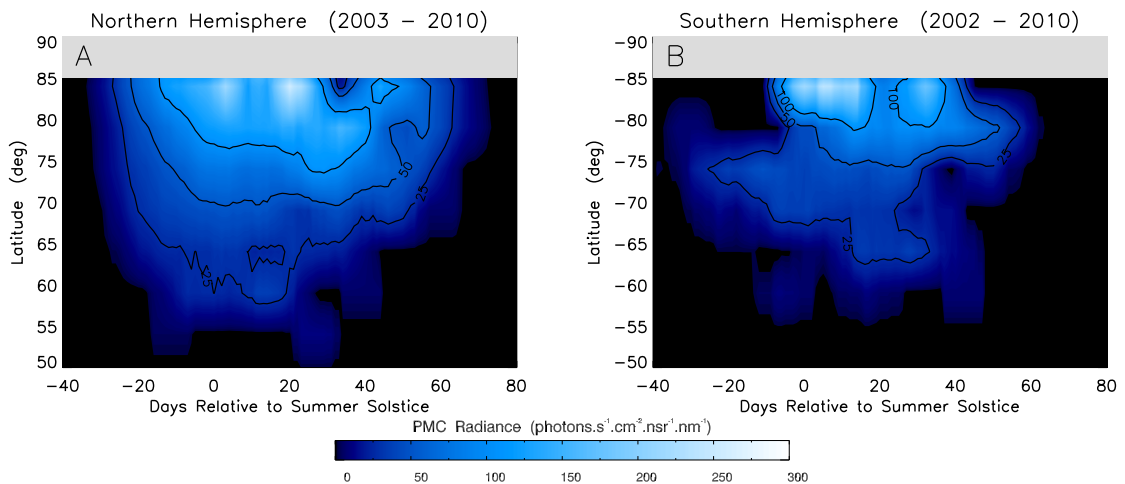 Northern Hemisphere (2003 - 2010)
A
90
85
80
75
70
65
60
55
50
Latitude (deg)
50
25
25
-40 -20 0 20 40 60 80
Days Relative to Summer Solstice
Southern Hemisphere (2002 - 2010)
B
-90
-85
-80
-75
-70
-65
-60
-55
-50
Latitude (deg)
100
50
100
25
25
-40 -20 0 20 40 60 80
Days Relative to Summer Solstice
PMC Radiance (photons.s⁻¹.cm⁻².nsr⁻¹.nm⁻¹)
0 50 100 150 200 250 300